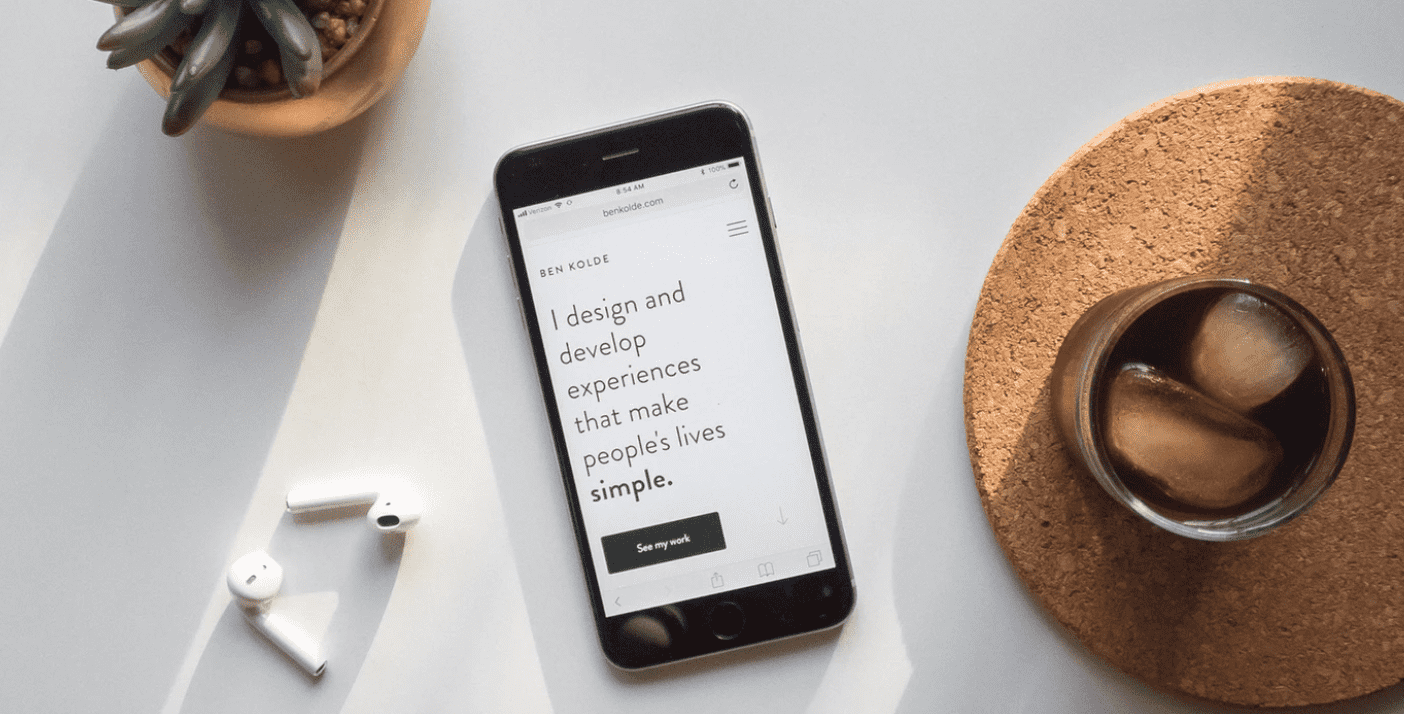 Verizon 8:54 AM 100%
benkolde.com
BEN KOLDE
I design and
develop
experiences
that make
people's lives
simple.
See my work